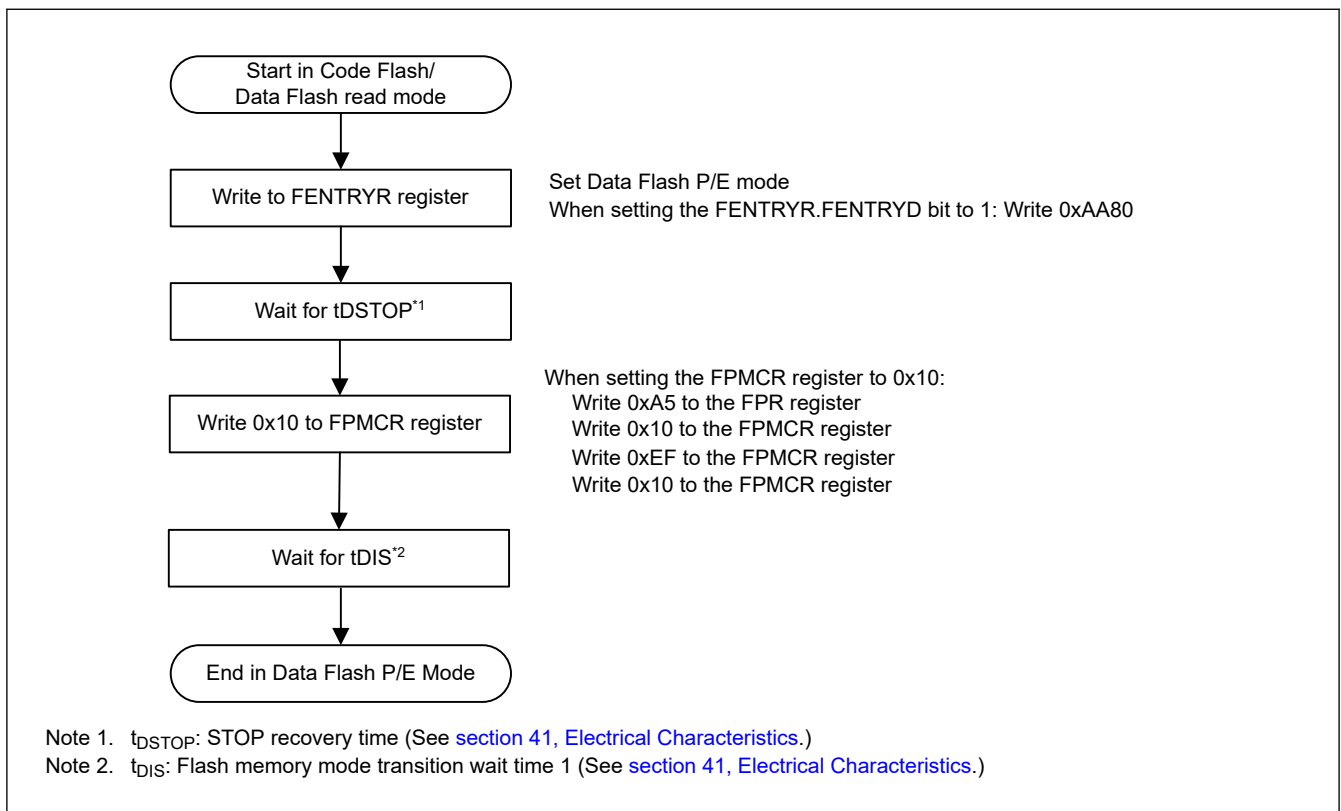 Start in Code Flash/
Data Flash read mode
Write to FENTRYR register
Set Data Flash P/E mode
When setting the FENTRYR.FENTRYD bit to 1: Write 0xAA80
Wait for tDSTOP*1
When setting the FPMCR register to 0x10:
Write 0xA5 to the FPR register
Write 0x10 to FPMCR register
Write 0x10 to the FPMCR register
Write 0xEF to the FPMCR register
Write 0x10 to the FPMCR register
Wait for tDIS*2
End in Data Flash P/E Mode
Note 1. tDSTOP: STOP recovery time (See section 41, Electrical Characteristics.)
Note 2. tDIS: Flash memory mode transition wait time 1 (See section 41, Electrical Characteristics.)